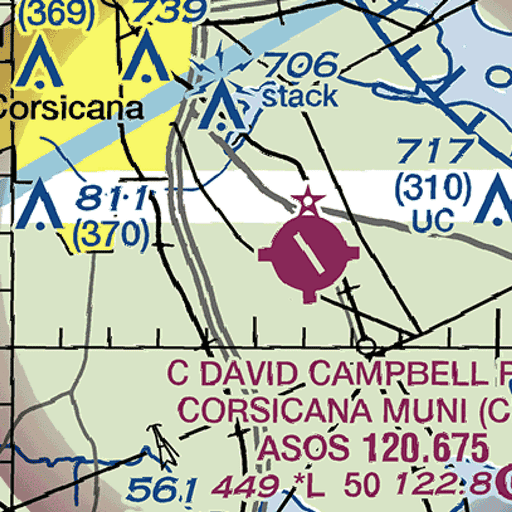 (369)
739
706
stack
Corsicana
717
(310)
UC
811
(370)
C DAVID CAMPBELL F
CORSICANA MUNI (C
ASOS 120.675
561 449 *L 50 122.8